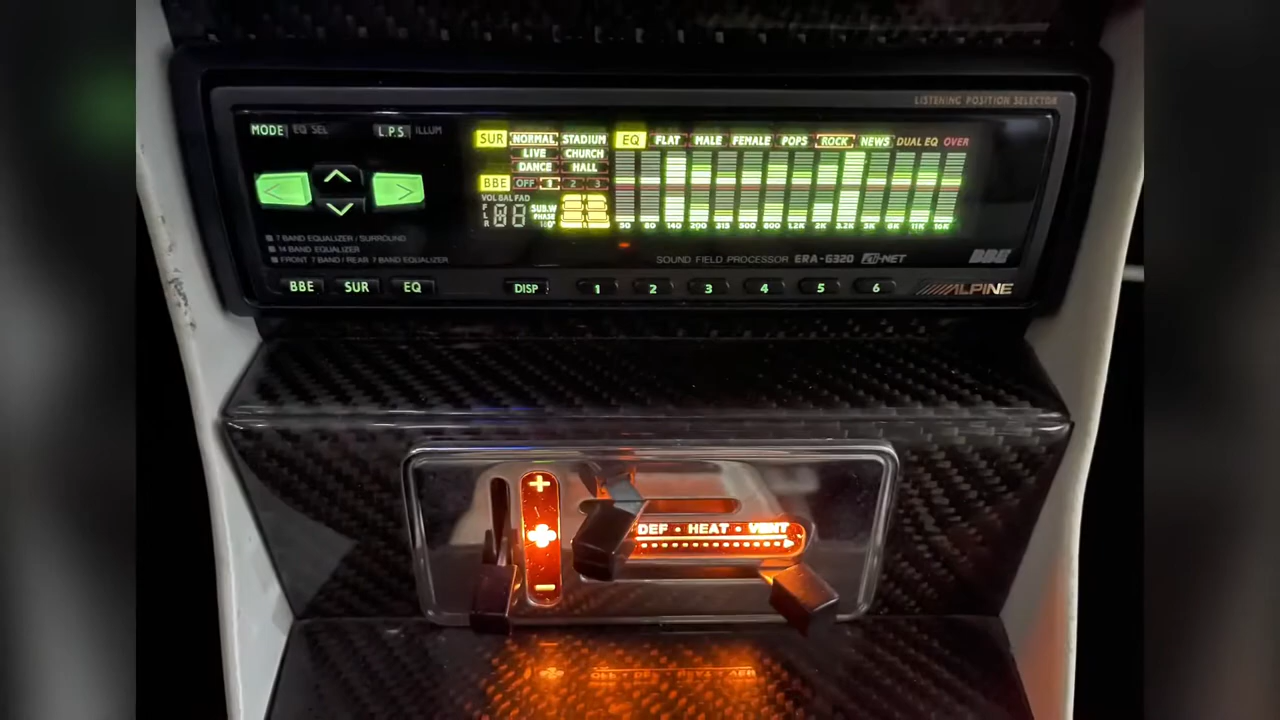 LISTENING POSITION SELECTOR
MODE EQ SEL L.P.S. ILLUM
SUR NORMAL STADIUM EQ FLAT MALE FEMALE POPS ROCK NEWS DUAL EQ OVER
LIVE CHURCH
DANCE HALL
BBE OFF 1 2 3
VOL BAL FAD
F L R SUB.W
PHASE
50 80 140 200 315 500 800 1.2K 2K 3.2K 5K 8K 11K 16K
7 BAND EQUALIZER / SURROUND
14 BAND EQUALIZER
FRONT 7 BAND / REAR 7 BAND EQUALIZER
SOUND FIELD PROCESSOR ERA-G320 Ai-NET BBE
BBE SUR EQ DISP 1 2 3 4 5 6 ALPINE
+
DEF • HEAT • VENT
−